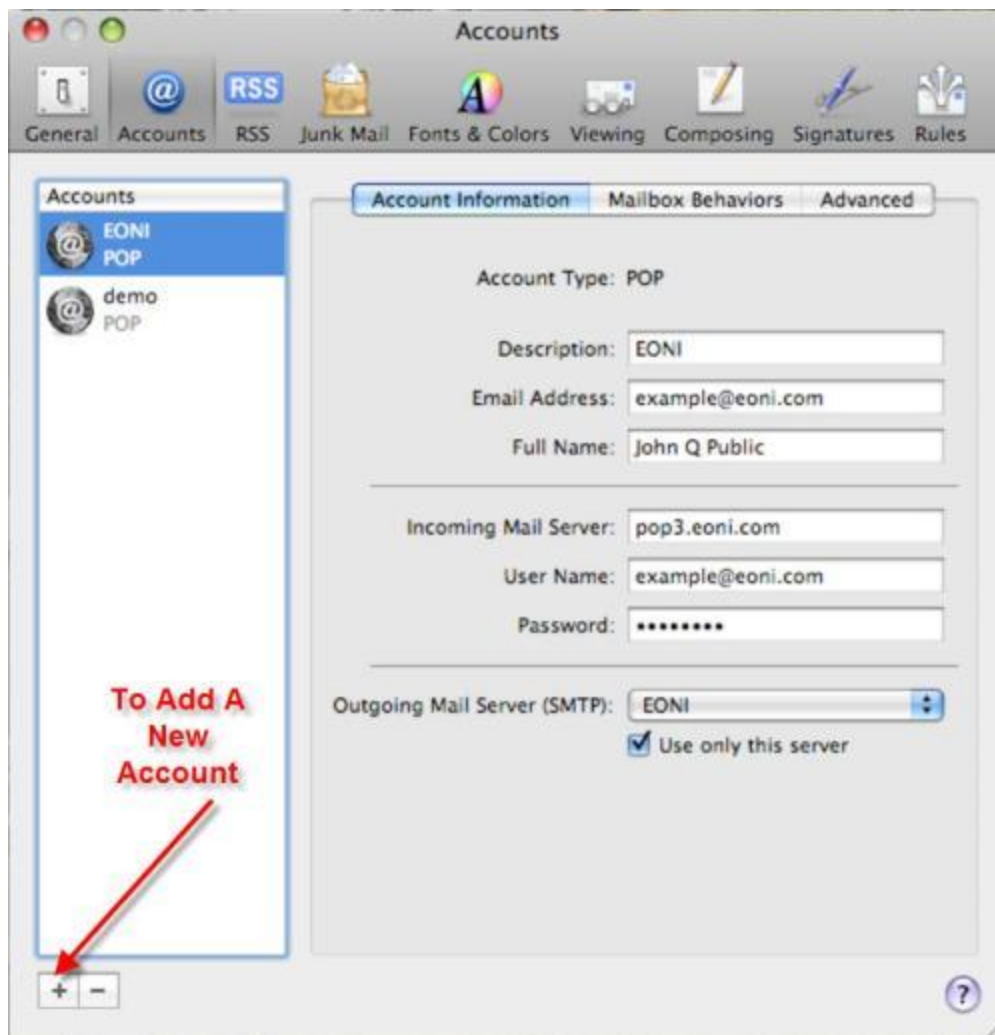 Accounts
General Accounts RSS Junk Mail Fonts & Colors Viewing Composing Signatures Rules
RSS
Accounts
EONI
POP
demo
POP
Account Information Mailbox Behaviors Advanced
Account Type: POP
Description: EONI
Email Address: example@eoni.com
Full Name: John Q Public
Incoming Mail Server: pop3.eoni.com
User Name: example@eoni.com
Password: ••••••••
Outgoing Mail Server (SMTP): EONI
Use only this server
To Add A
New
Account
+ −
?